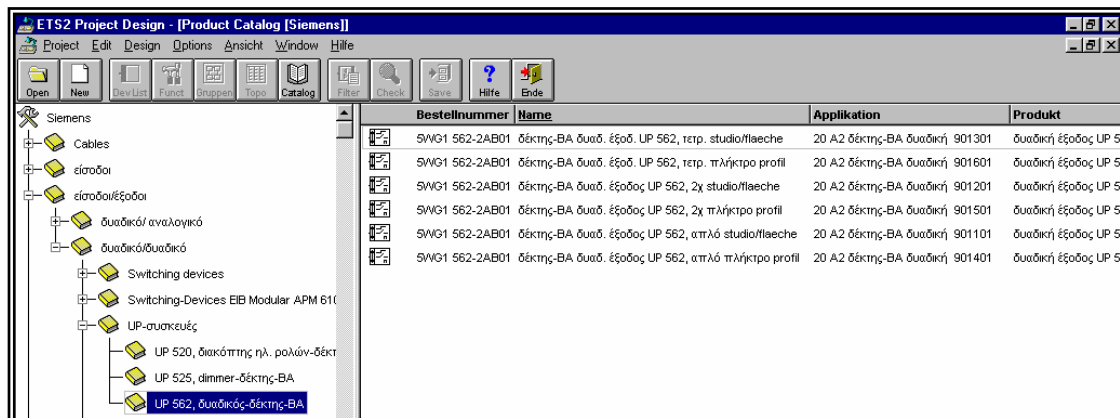 ETS2 Project Design - [Product Catalog [Siemens]]
Project Edit Design Options Ansicht Window Hilfe
Open New Dev List Funct Gruppen Topo Catalog Filter Check Save Hilfe Ende
Siemens
Cables
είσοδοι
είσοδοι/έξοδοι
δυαδικό/ αναλογικό
δυαδικό/δυαδικό
Switching devices
Switching-Devices EIB Modular APM 61(
UP-συσκευές
UP 520, διακόπτης ηλ. ρολών-δέκτ
UP 525, dimmer-δέκτης-BA
UP 562, δυαδικός-δέκτης-BA
Bestellnummer Name Applikation Produkt
5WG1 562-2AB01 δέκτης-BA δυαδ. έξοδ. UP 562, τετρ. studio/flaeche 20 A2 δέκτης-BA δυαδική 901301 δυαδική έξοδος UP 5
5WG1 562-2AB01 δέκτης-BA δυαδ. έξοδ. UP 562, τετρ. πλήκτρο profil 20 A2 δέκτης-BA δυαδική 901601 δυαδική έξοδος UP 5
5WG1 562-2AB01 δέκτης-BA δυαδ. έξοδος UP 562, 2χ studio/flaeche 20 A2 δέκτης-BA δυαδική 901201 δυαδική έξοδος UP 5
5WG1 562-2AB01 δέκτης-BA δυαδ. έξοδος UP 562, 2χ πλήκτρο profil 20 A2 δέκτης-BA δυαδική 901501 δυαδική έξοδος UP 5
5WG1 562-2AB01 δέκτης-BA δυαδ. έξοδος UP 562, απλό studio/flaeche 20 A2 δέκτης-BA δυαδική 901101 δυαδική έξοδος UP 5
5WG1 562-2AB01 δέκτης-BA δυαδ. έξοδος UP 562, απλό πλήκτρο profil 20 A2 δέκτης-BA δυαδική 901401 δυαδική έξοδος UP 5